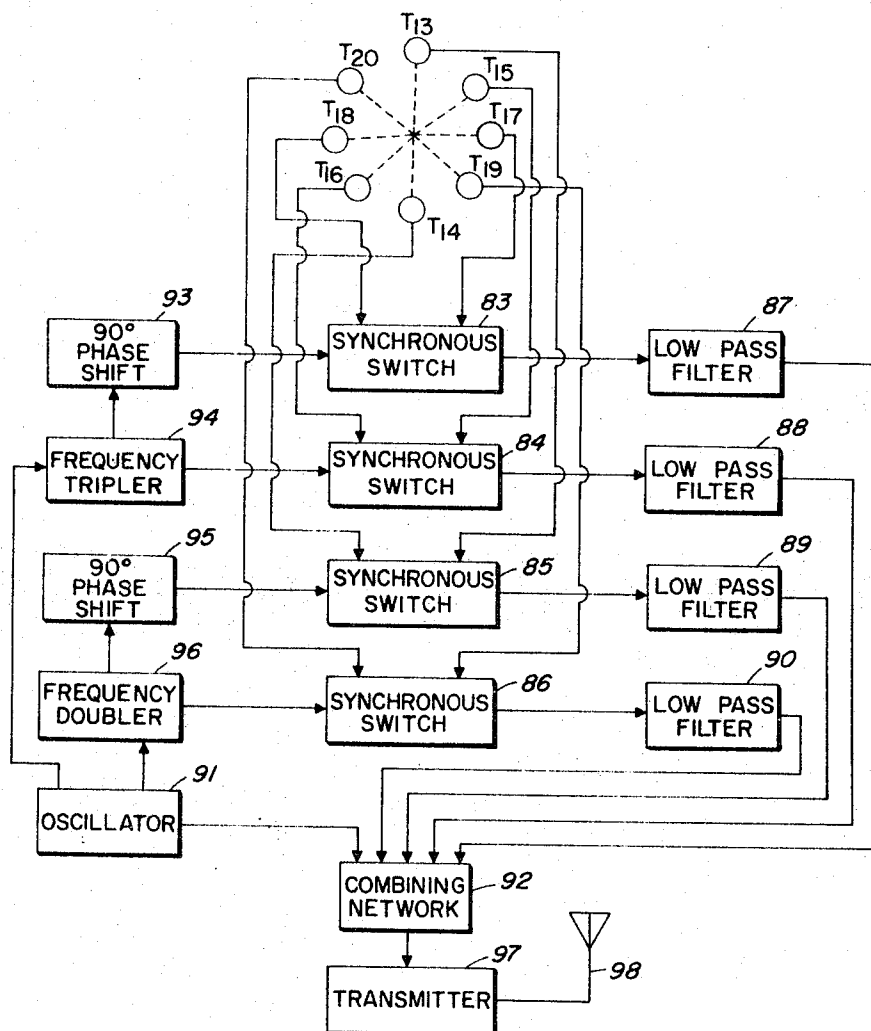 T13
T20
T15
T18
T17
T16
T19
T14
93
90°
PHASE
SHIFT
83
SYNCHRONOUS
SWITCH
87
LOW PASS
FILTER
94
FREQUENCY
TRIPLER
84
SYNCHRONOUS
SWITCH
88
LOW PASS
FILTER
95
90°
PHASE
SHIFT
85
SYNCHRONOUS
SWITCH
89
LOW PASS
FILTER
96
FREQUENCY
DOUBLER
86
SYNCHRONOUS
SWITCH
90
LOW PASS
FILTER
91
OSCILLATOR
92
COMBINING
NETWORK
97
TRANSMITTER
98